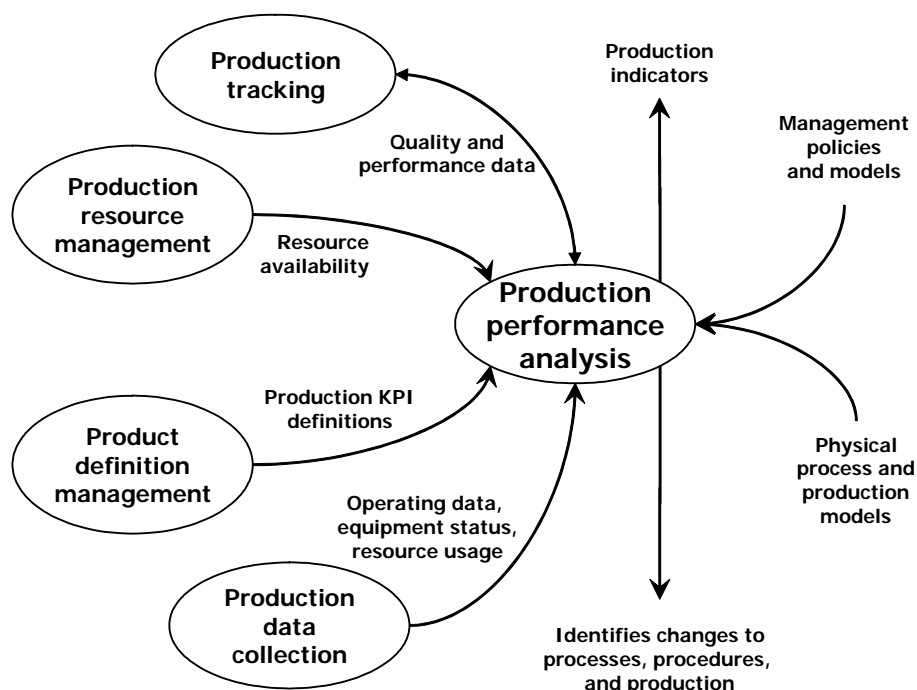 Production
tracking
Production
indicators
Quality and
performance data
Management
policies
and models
Production
resource
management
Resource
availability
Production
performance
analysis
Production KPI
definitions
Product
definition
management
Physical
process and
production
models
Operating data,
equipment status,
resource usage
Production
data
collection
Identifies changes to
processes, procedures,
and production